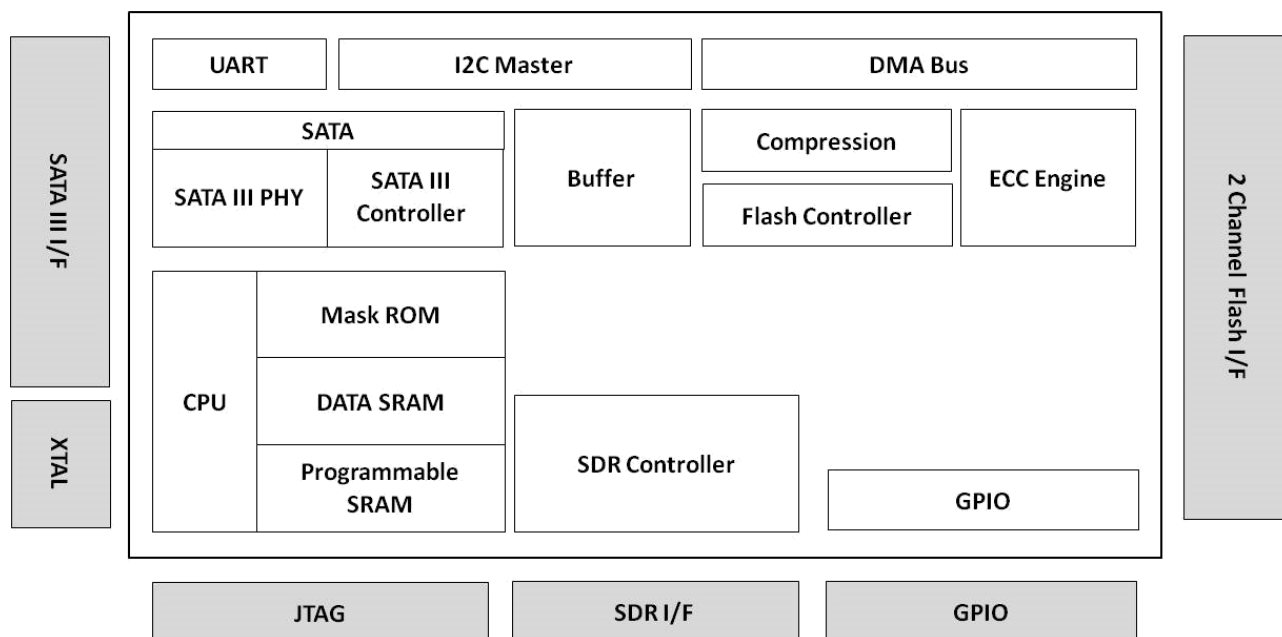 UART
I2C Master
DMA Bus
SATA III I/F
SATA
SATA III PHY
SATA III
Controller
Buffer
Compression
Flash Controller
ECC Engine
2 Channel Flash I/F
CPU
Mask ROM
DATA SRAM
Programmable
SRAM
SDR Controller
GPIO
XTAL
JTAG
SDR I/F
GPIO